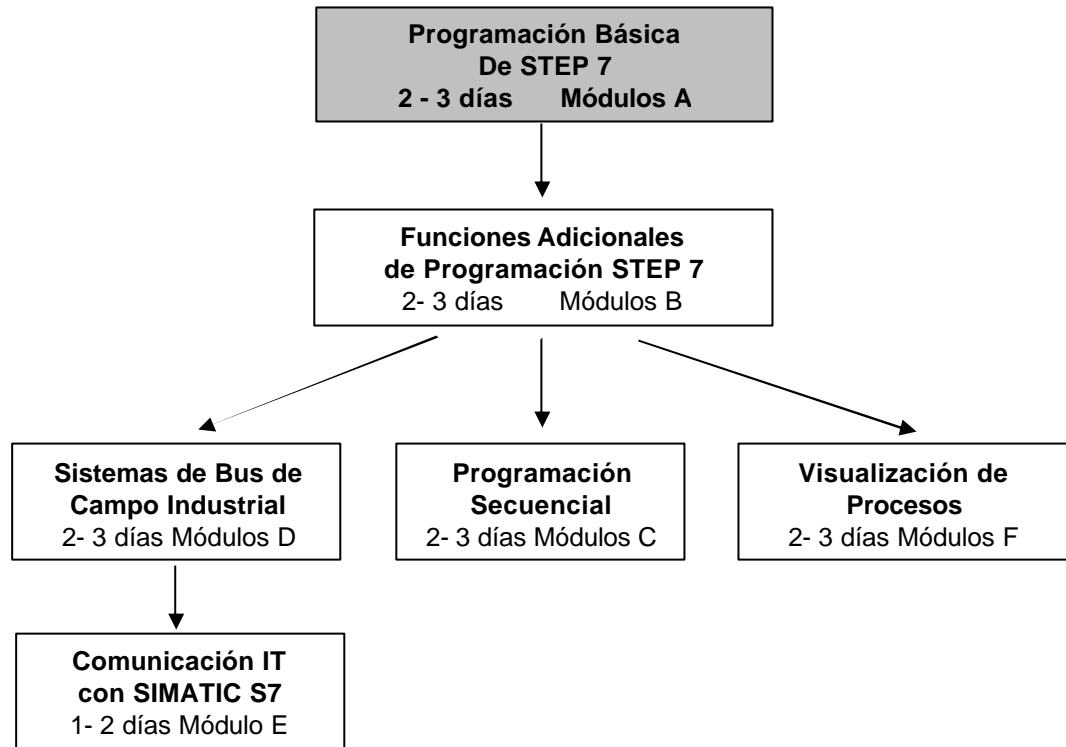 Programación Básica
De STEP 7
2 - 3 días Módulos A
Funciones Adicionales
de Programación STEP 7
2- 3 días Módulos B
Sistemas de Bus de
Campo Industrial
2- 3 días Módulos D
Programación
Secuencial
2- 3 días Módulos C
Visualización de
Procesos
2- 3 días Módulos F
Comunicación IT
con SIMATIC S7
1- 2 días Módulo E